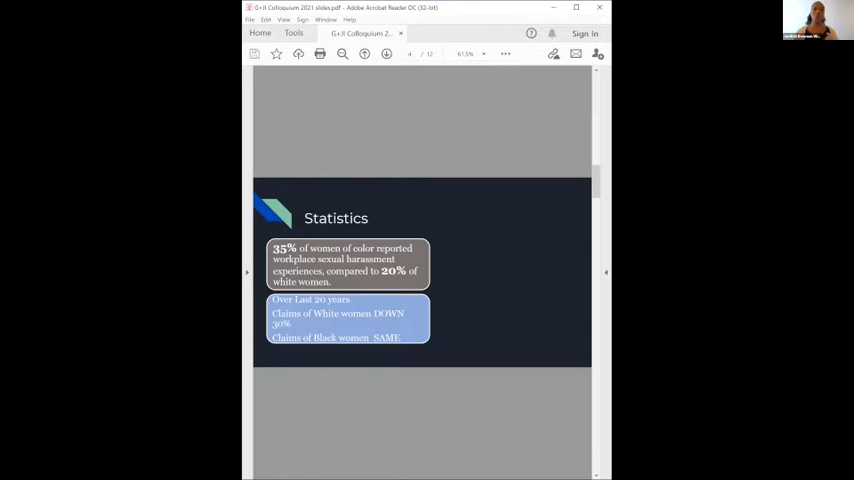 G+JI Colloquium 2021 slides.pdf - Adobe Acrobat Reader DC (32-bit)
File Edit View Sign Window Help
Home Tools G+JI Colloquium 2... × Sign In
4 / 12 61.5%
Statistics
35% of women of color reported
workplace sexual harassment
experiences, compared to 20% of
white women.
Over Last 20 years
Claims of White women DOWN
30%
Claims of Black women SAME